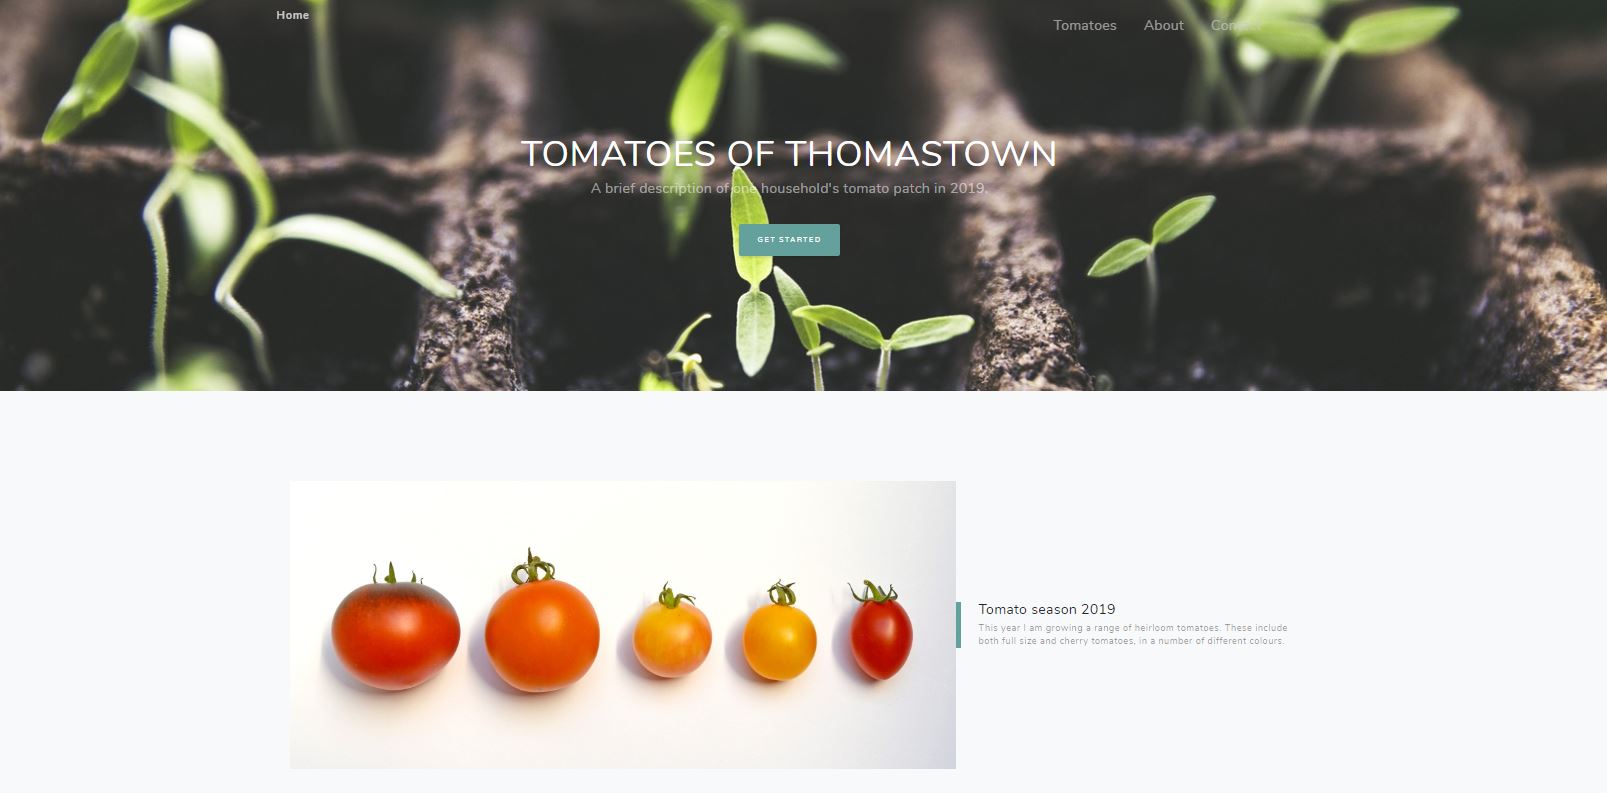 Home
Tomatoes About Contact
TOMATOES OF THOMASTOWN
A brief description of one household's tomato patch in 2019.
GET STARTED
Tomato season 2019
This year I am growing a range of heirloom tomatoes. These include
both full size and cherry tomatoes, in a number of different colours.